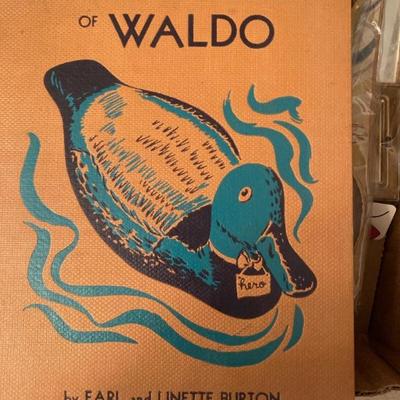 OF WALDO
hero
by EARL and LINETTE BURTON